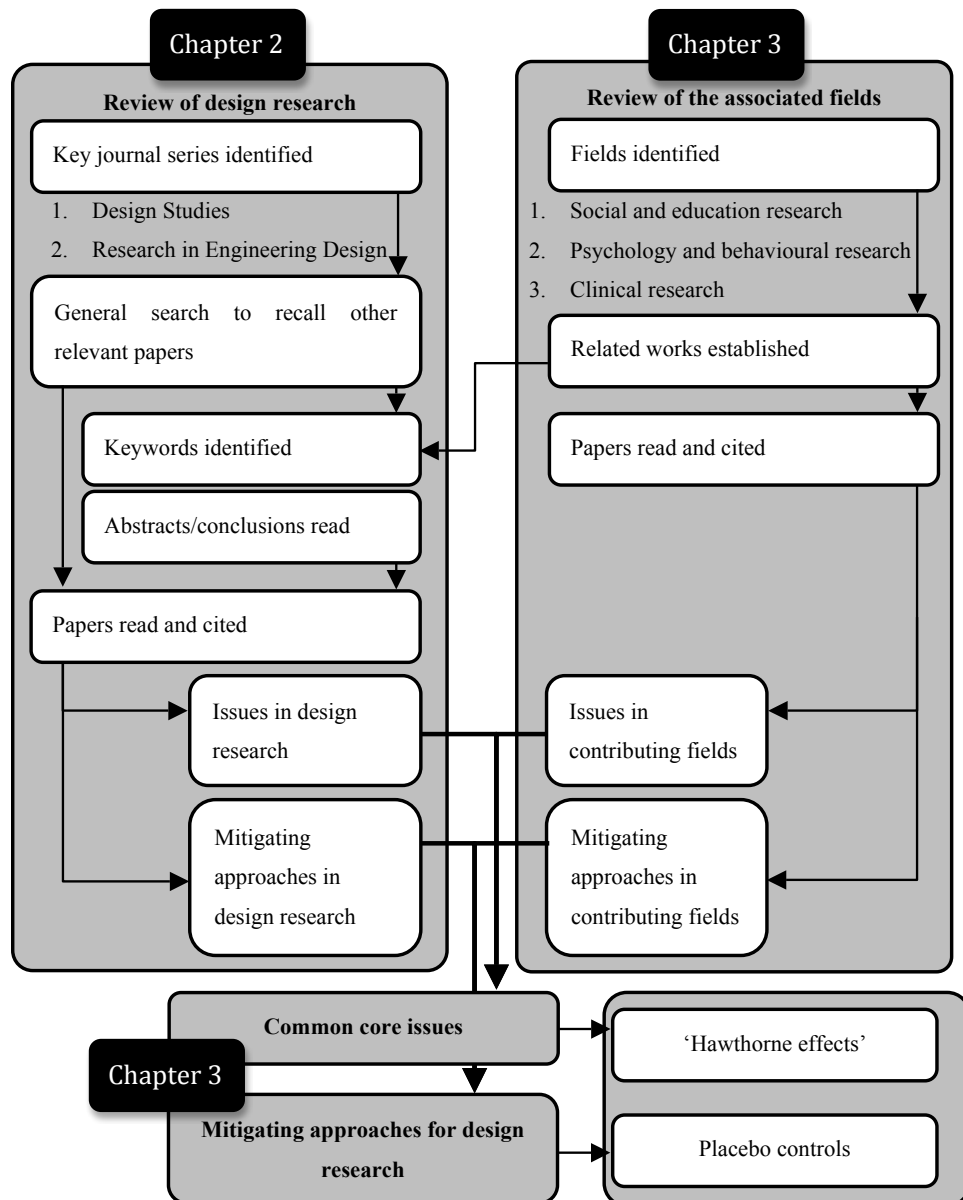 Chapter 2
Review of design research
Key journal series identified
1. Design Studies
2. Research in Engineering Design
General search to recall other
relevant papers
Keywords identified
Abstracts/conclusions read
Papers read and cited
Issues in design
research
Mitigating
approaches in
design research
Chapter 3
Review of the associated fields
Fields identified
1. Social and education research
2. Psychology and behavioural research
3. Clinical research
Related works established
Papers read and cited
Issues in
contributing fields
Mitigating
approaches in
contributing fields
Common core issues
Chapter 3
Mitigating approaches for design
research
‘Hawthorne effects’
Placebo controls